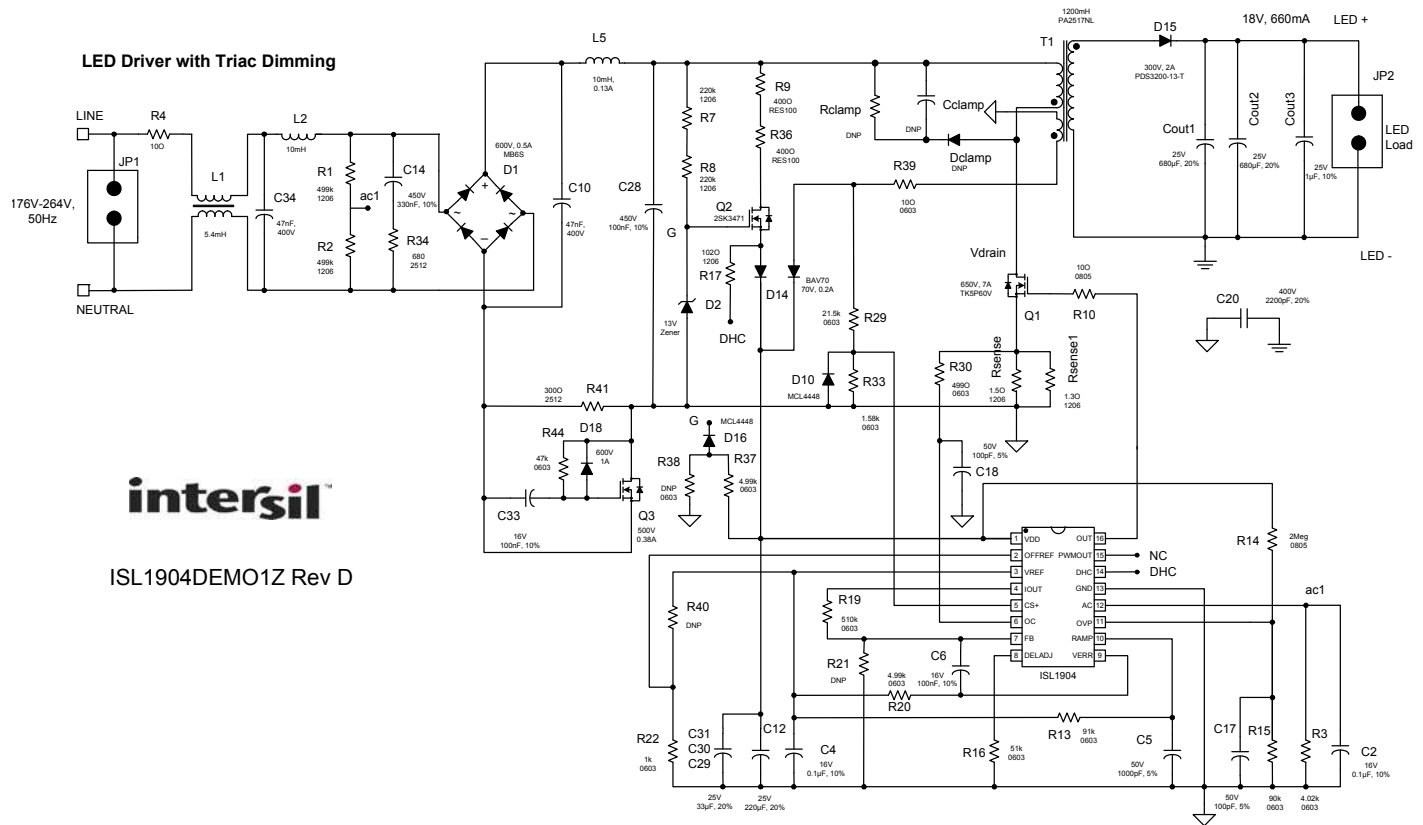 1200mH
PA2517NL
T1
D15
300V, 2A
PDS3200-13-T
18V, 660mA
LED +
JP2
LED
Load
LED -
LED Driver with Triac Dimming
L5
10mH,
0.13A
LINE
R4
10Ω
JP1
176V-264V,
50Hz
NEUTRAL
L1
5.4mH
L2
10mH
C34
47nF,
400V
R1
499k
1206
ac1
R2
499k
1206
C14
450V
330nF, 10%
R34
680
2512
600V, 0.5A
MB6S
D1
+
~
~
−
C10
47nF,
400V
C28
450V
100nF, 10%
220k
1206
R7
R8
220k
1206
R9
400Ω
RES100
R36
400Ω
RES100
Q2
2SK3471
G
102Ω
1206
R17
D2
13V
Zener
DHC
D14
BAV70
70V, 0.2A
Rclamp
DNP
Cclamp
DNP
Dclamp
DNP
R39
10Ω
0603
Vdrain
650V, 7A
TK5P60V
Q1
10Ω
0805
R10
Cout1
25V
680µF, 20%
Cout2
25V
680µF, 20%
Cout3
25V
1µF, 10%
C20
400V
2200pF, 20%
21.5k
0603
R29
D10
MCL4448
R33
1.58k
0603
R30
499Ω
0603
Rsense
1.5Ω
1206
Rsense1
1.3Ω
1206
300Ω
2512
R41
R44
47k
0603
D18
600V
1A
C33
16V
100nF, 10%
Q3
500V
0.38A
G
MCL4448
D16
R38
DNP
0603
R37
4.99k
0603
50V
100pF, 5%
C18
intersil™
ISL1904DEMO1Z Rev D
1 VDD OUT 16
2 OFFREF PWMOUT 15 NC
3 VREF DHC 14 DHC
4 IOUT GND 13
5 CS+ AC 12
6 OC OVP 11
7 FB RAMP 10
8 DELADJ VERR 9
ISL1904
R14
2Meg
0805
ac1
R40
DNP
R19
510k
0603
R21
DNP
C6
16V
100nF, 10%
4.99k
0603
R20
R22
1k
0603
C31
C30
C29
25V
33µF, 20%
C12
25V
220µF, 20%
C4
16V
0.1µF, 10%
R16
51k
0603
R13
91k
0603
C5
50V
1000pF, 5%
C17
50V
100pF, 5%
R15
90k
0603
R3
4.02k
0603
C2
16V
0.1µF, 10%